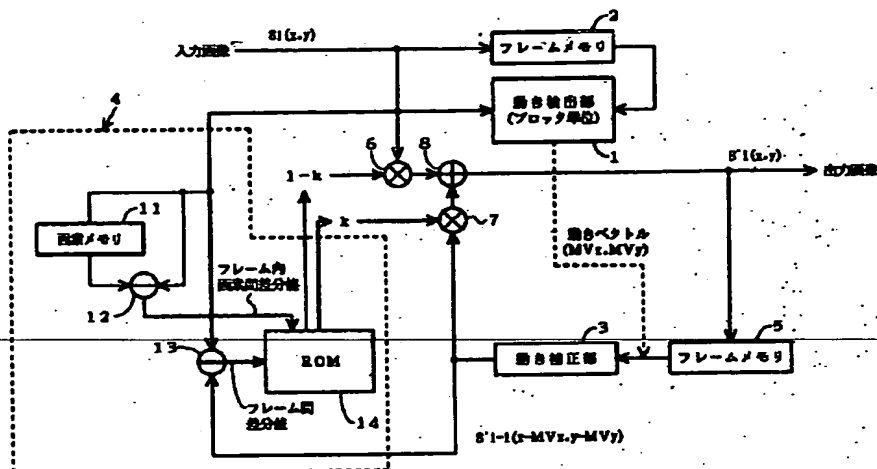 Si(x,y)
入力画像
2
フレームメモリ
動き検出部
(ブロック単位)
1
4
6
8
S'i(x,y)
出力画像
1-k
k
7
動きベクトル
(MVx,MVy)
11
画素メモリ
フレーム内
画素間差分値
12
13
ROM
14
フレーム間
差分値
3
動き補正部
5
フレームメモリ
S'i-1(x-MVx,y-MVy)